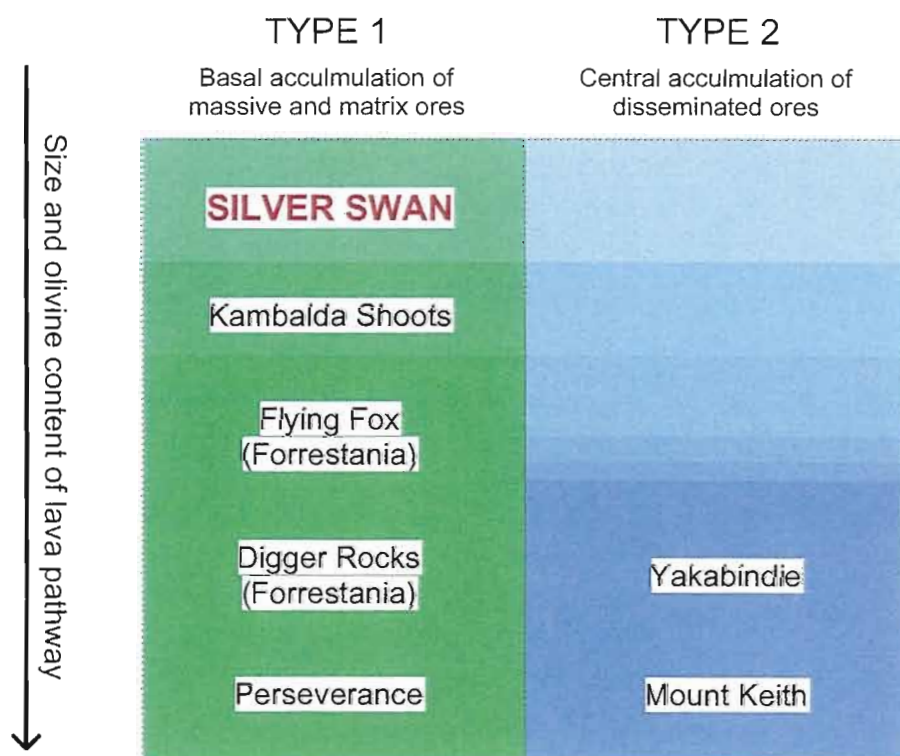 TYPE 1
Basal acculmulation of
massive and matrix ores
TYPE 2
Central acculmulation of
disseminated ores
Size and olivine content of lava pathway
SILVER SWAN
Kambalda Shoots
Flying Fox
(Forrestania)
Digger Rocks
(Forrestania)
Yakabindie
Perseverance
Mount Keith